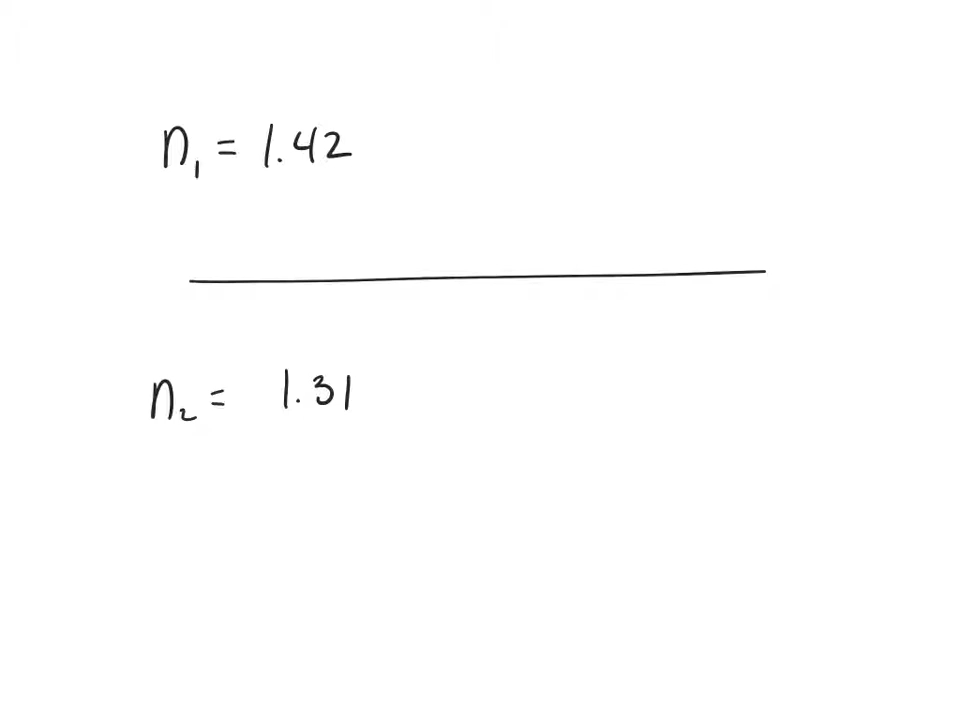 n₁ = 1.42
n₂ = 1.31